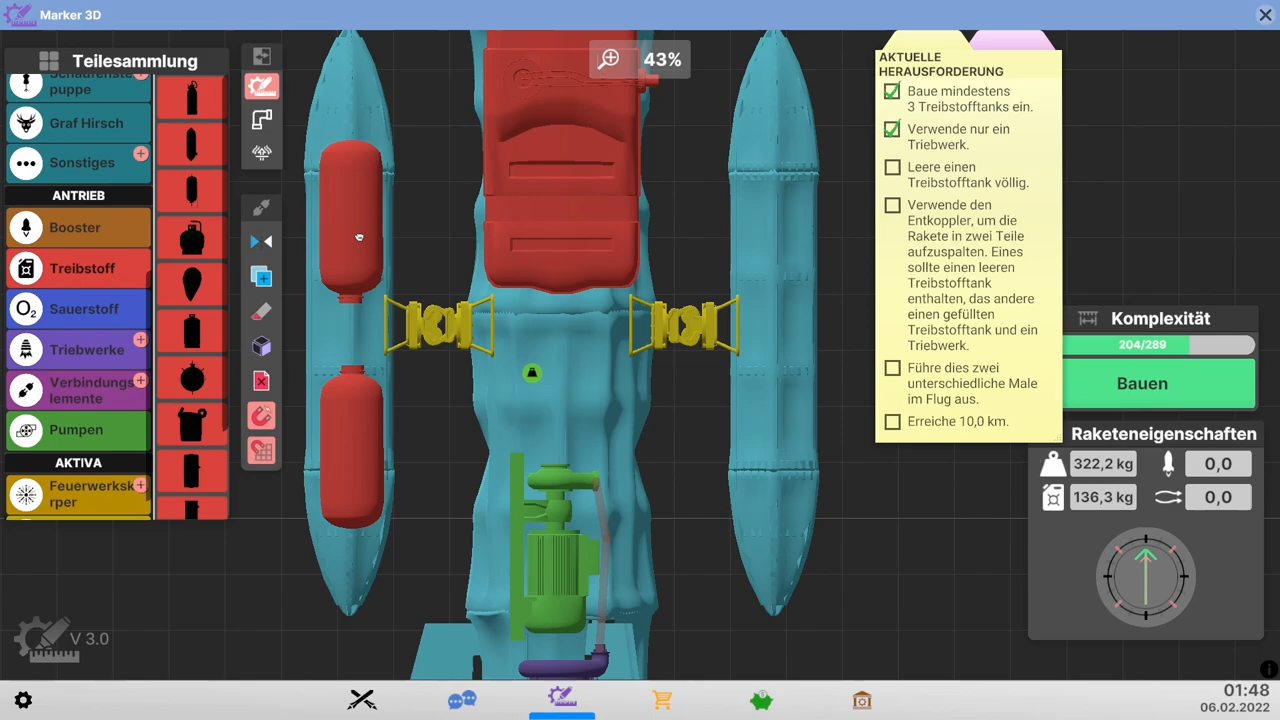 Marker 3D
Teilesammlung
Schaufenste
puppe
Graf Hirsch
Sonstiges
ANTRIEB
Booster
Treibstoff
O₂ Sauerstoff
Triebwerke
Verbindungs
lemente
Pumpen
AKTIVA
Feuerwerksk
rper
43%
AKTUELLE
HERAUSFORDERUNG
Baue mindestens
3 Treibstofftanks ein.
Verwende nur ein
Triebwerk.
Leere einen
Treibstofftank völlig.
Verwende den
Entkoppler, um die
Rakete in zwei Teile
aufzuspalten. Eines
sollte einen leeren
Treibstofftank
enthalten, das andere
einen gefüllten
Treibstofftank und ein
Triebwerk.
Führe dies zwei
unterschiedliche Male
im Flug aus.
Erreiche 10,0 km.
Komplexität
204/289
Bauen
Raketeneigenschaften
322,2 kg 0,0
136,3 kg 0,0
V 3.0
01:48
06.02.2022